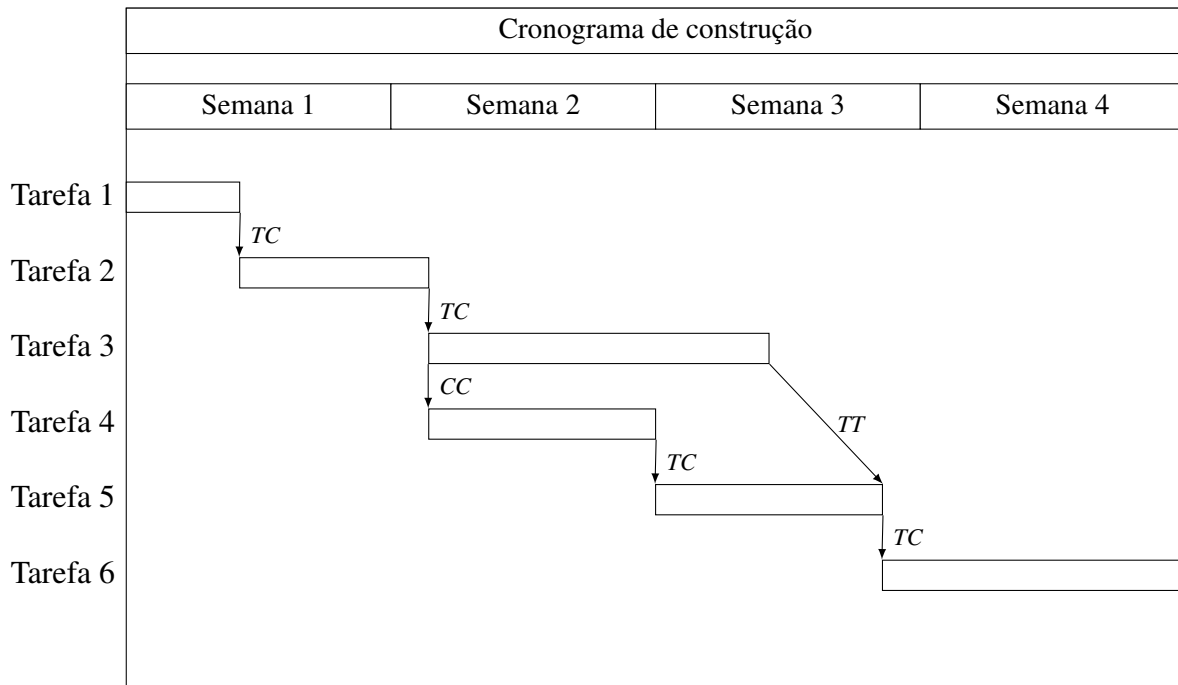 Cronograma de construção
Semana 1 Semana 2 Semana 3 Semana 4
Tarefa 1
TC
Tarefa 2
TC
Tarefa 3
CC
Tarefa 4
TT
TC
Tarefa 5
TC
Tarefa 6